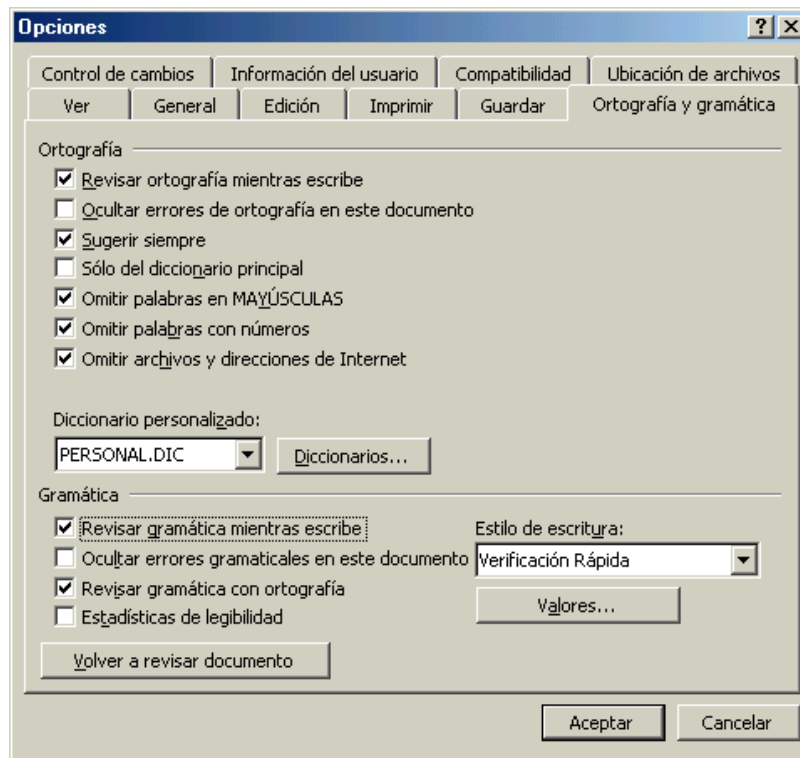 Opciones
Control de cambios Información del usuario Compatibilidad Ubicación de archivos
Ver General Edición Imprimir Guardar Ortografía y gramática
Ortografía
Revisar ortografía mientras escribe
Ocultar errores de ortografía en este documento
Sugerir siempre
Sólo del diccionario principal
Omitir palabras en MAYÚSCULAS
Omitir palabras con números
Omitir archivos y direcciones de Internet
Diccionario personalizado:
PERSONAL.DIC Diccionarios...
Gramática
Revisar gramática mientras escribe Estilo de escritura:
Ocultar errores gramaticales en este documento Verificación Rápida
Revisar gramática con ortografía
Estadísticas de legibilidad Valores...
Volver a revisar documento
Aceptar Cancelar